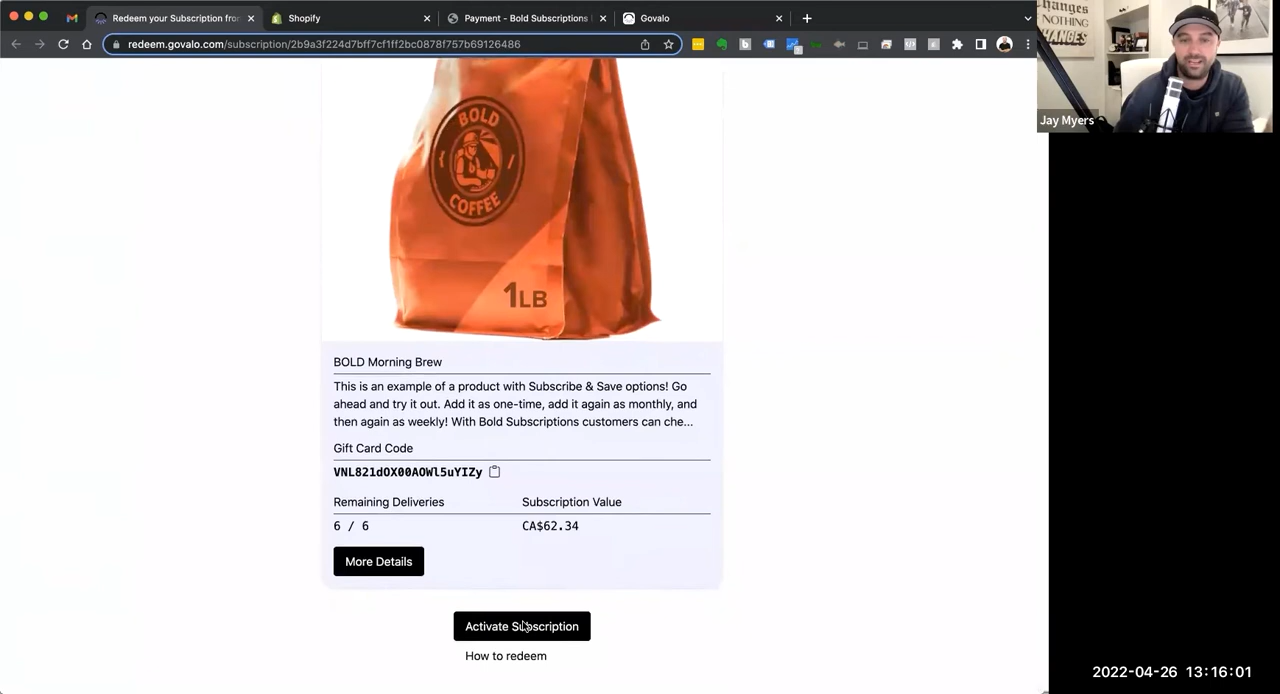 Redeem your Subscription from
Shopify
Payment - Bold Subscriptions
Govalo
redeem.govalo.com/subscription/2b9a3f224d7bff7cf1ff2bc0878f757b69126486
changes
NOTHING
CHANGES
Jay Myers
BOLD
COFFEE
1LB
BOLD Morning Brew
This is an example of a product with Subscribe & Save options! Go
ahead and try it out. Add it as one-time, add it again as monthly, and
then again as weekly! With Bold Subscriptions customers can che...
Gift Card Code
VNL821dOX00AOWl5uYIZy
Remaining Deliveries
Subscription Value
6 / 6
CA$62.34
More Details
Activate Subscription
How to redeem
2022-04-26 13:16:01